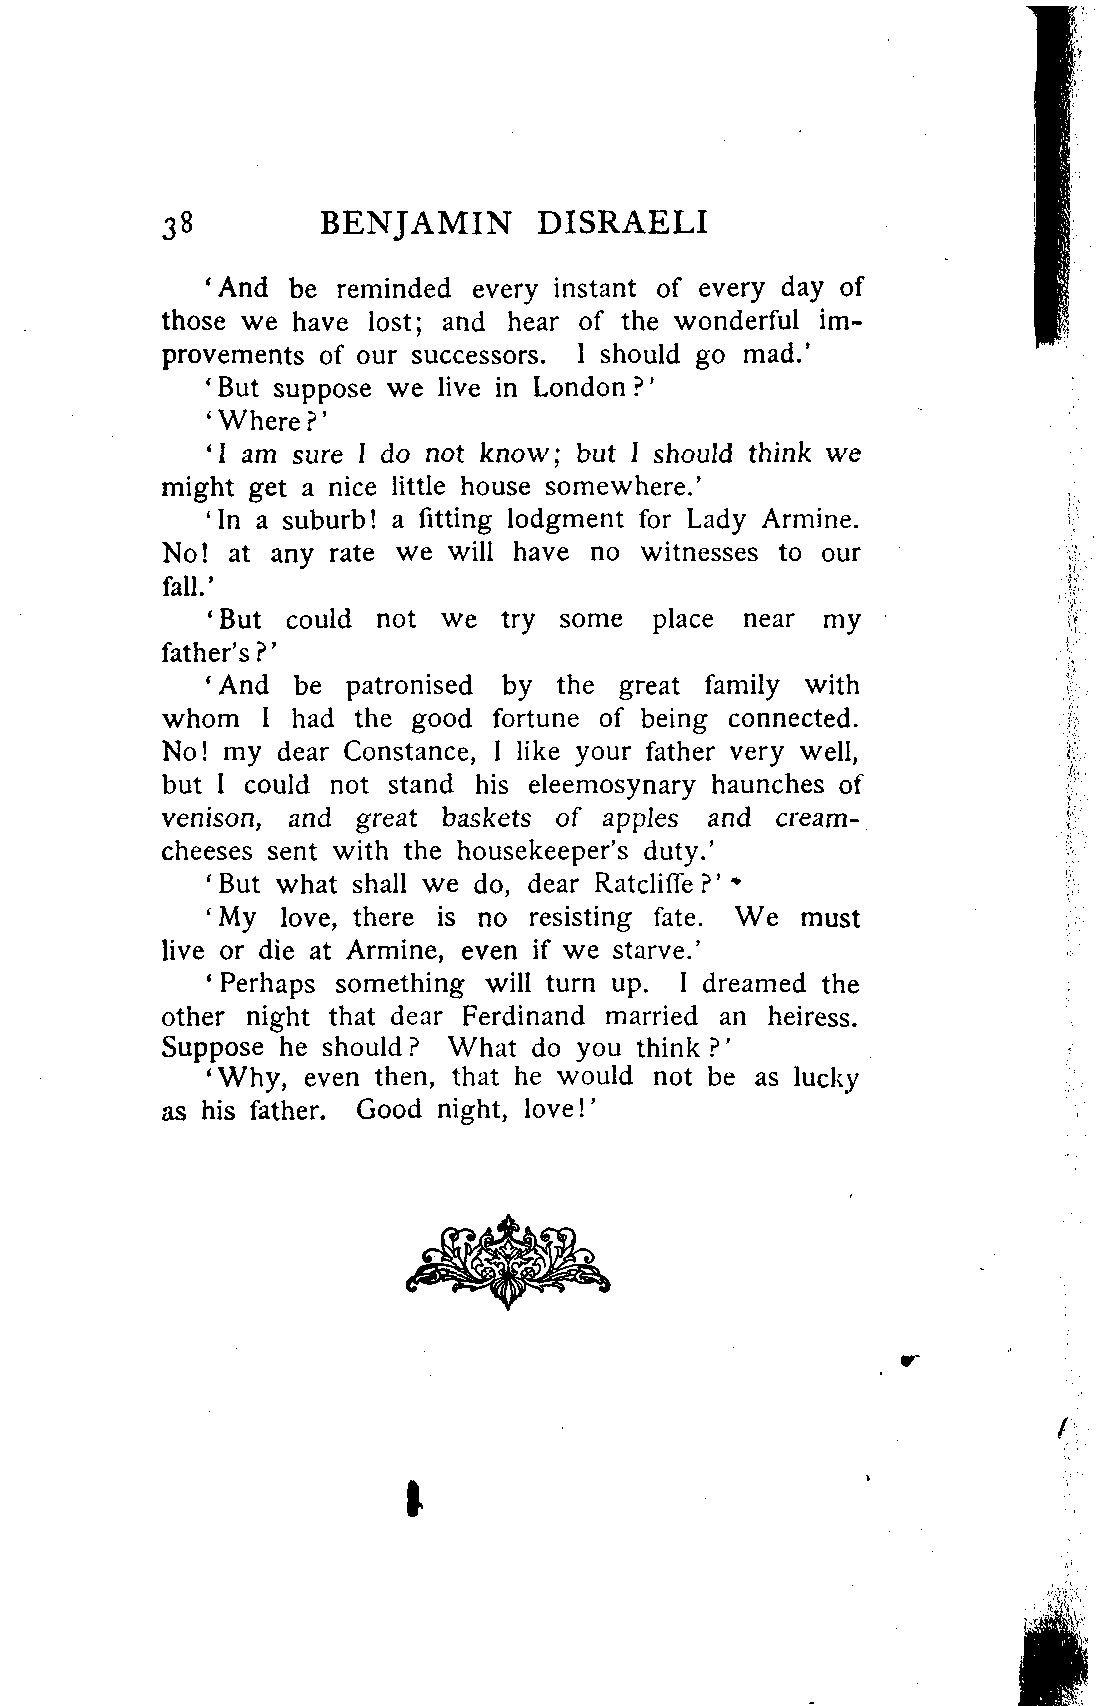 38 BENJAMIN DISRAELI
‘And be reminded every instant of every day of
those we have lost; and hear of the wonderful im-
provements of our successors. I should go mad.’
‘But suppose we live in London?’
‘Where?’
‘I am sure I do not know; but I should think we
might get a nice little house somewhere.’
‘In a suburb! a fitting lodgment for Lady Armine.
No! at any rate we will have no witnesses to our
fall.’
‘But could not we try some place near my
father's?’
‘And be patronised by the great family with
whom I had the good fortune of being connected.
No! my dear Constance, I like your father very well,
but I could not stand his eleemosynary haunches of
venison, and great baskets of apples and cream-
cheeses sent with the housekeeper's duty.’
‘But what shall we do, dear Ratcliffe?’
‘My love, there is no resisting fate. We must
live or die at Armine, even if we starve.’
‘Perhaps something will turn up. I dreamed the
other night that dear Ferdinand married an heiress.
Suppose he should? What do you think?’
‘Why, even then, that he would not be as lucky
as his father. Good night, love!’